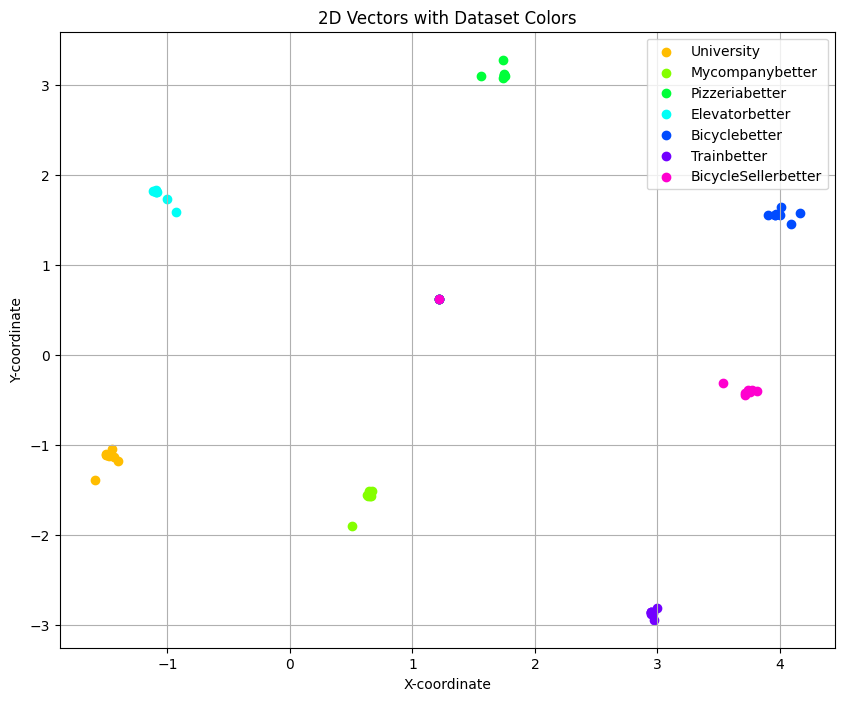 2D Vectors with Dataset Colors
University
Mycompanybetter
Pizzeriabetter
Elevatorbetter
Bicyclebetter
Trainbetter
BicycleSellerbetter
Y-coordinate
3
2
1
0
−1
−2
−3
−1
0
1
2
3
4
X-coordinate